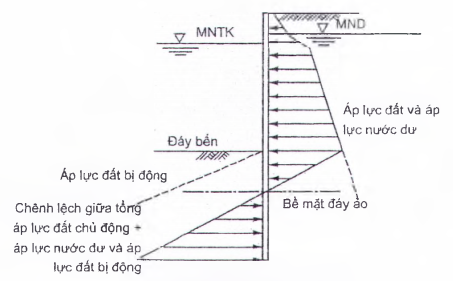 MNTK
MND
Áp lực đất và áp
lực nước dư
Đáy bến
Áp lực đất bị động
Bề mặt đáy ảo
Chênh lệch giữa tổng
áp lực đất chủ động +
áp lực nước dư và áp
lực đất bị động